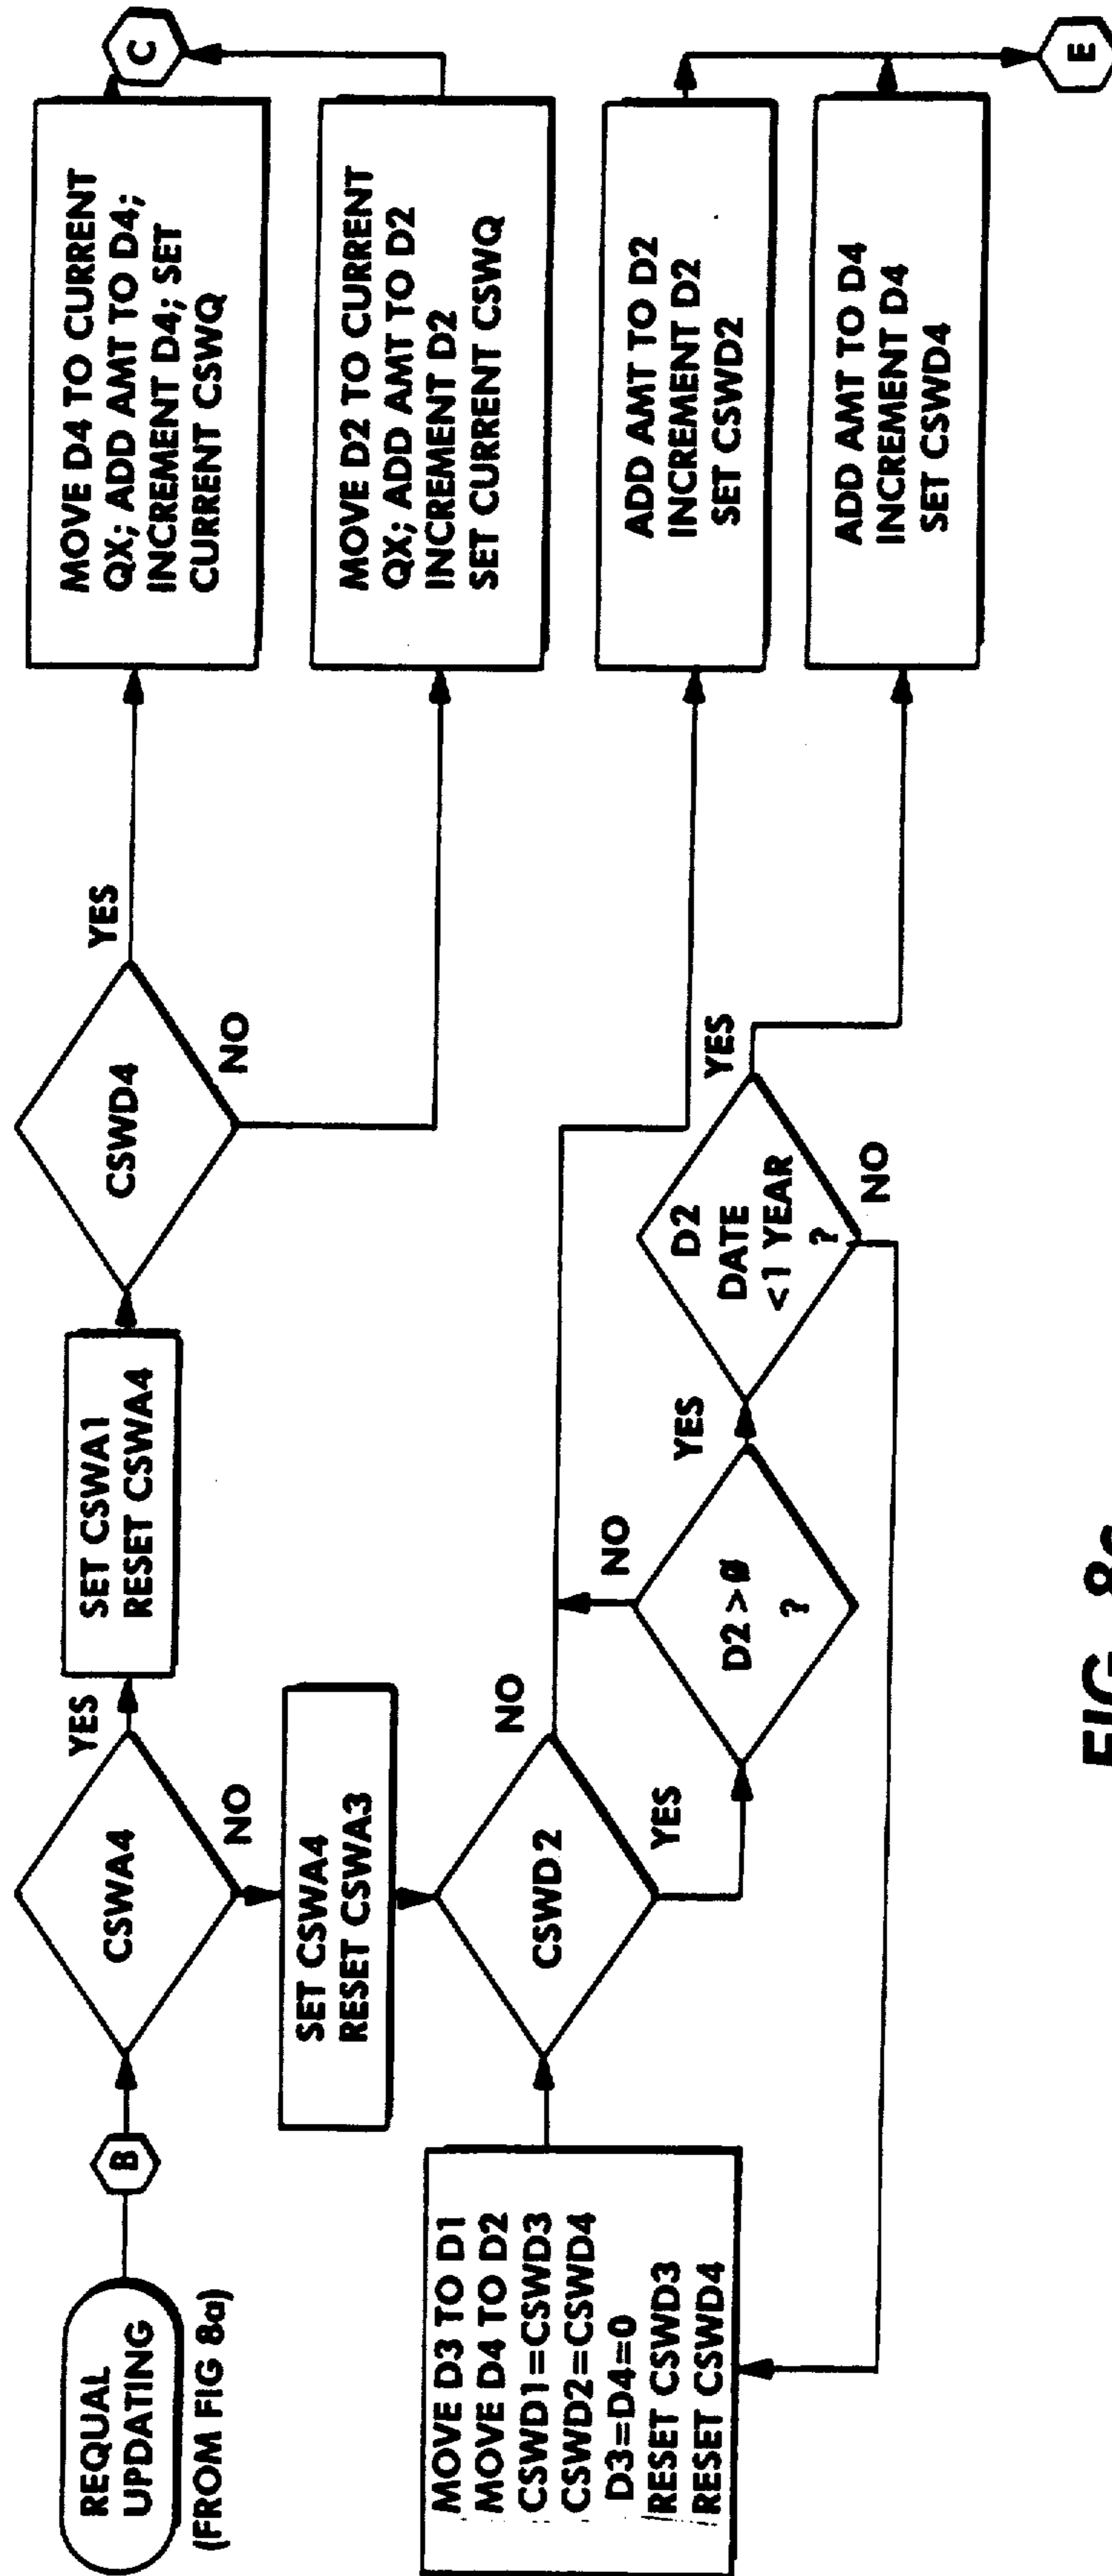 REQUAL
UPDATING
(FROM FIG 8a)
B
CSWA4
YES
NO
SET CSWA1
RESET CSWA4
CSWD4
YES
NO
MOVE D4 TO CURRENT
QX; ADD AMT TO D4;
INCREMENT D4; SET
CURRENT CSWQ
C
MOVE D2 TO CURRENT
QX; ADD AMT TO D2
INCREMENT D2
SET CURRENT CSWQ
SET CSWA4
RESET CSWA3
CSWD2
NO
YES
MOVE D3 TO D1
MOVE D4 TO D2
CSWD1=CSWD3
CSWD2=CSWD4
D3=D4=0
RESET CSWD3
RESET CSWD4
D2>Ø
?
NO
YES
D2
DATE
<1 YEAR
?
YES
NO
ADD AMT TO D2
INCREMENT D2
SET CSWD2
ADD AMT TO D4
INCREMENT D4
SET CSWD4
E